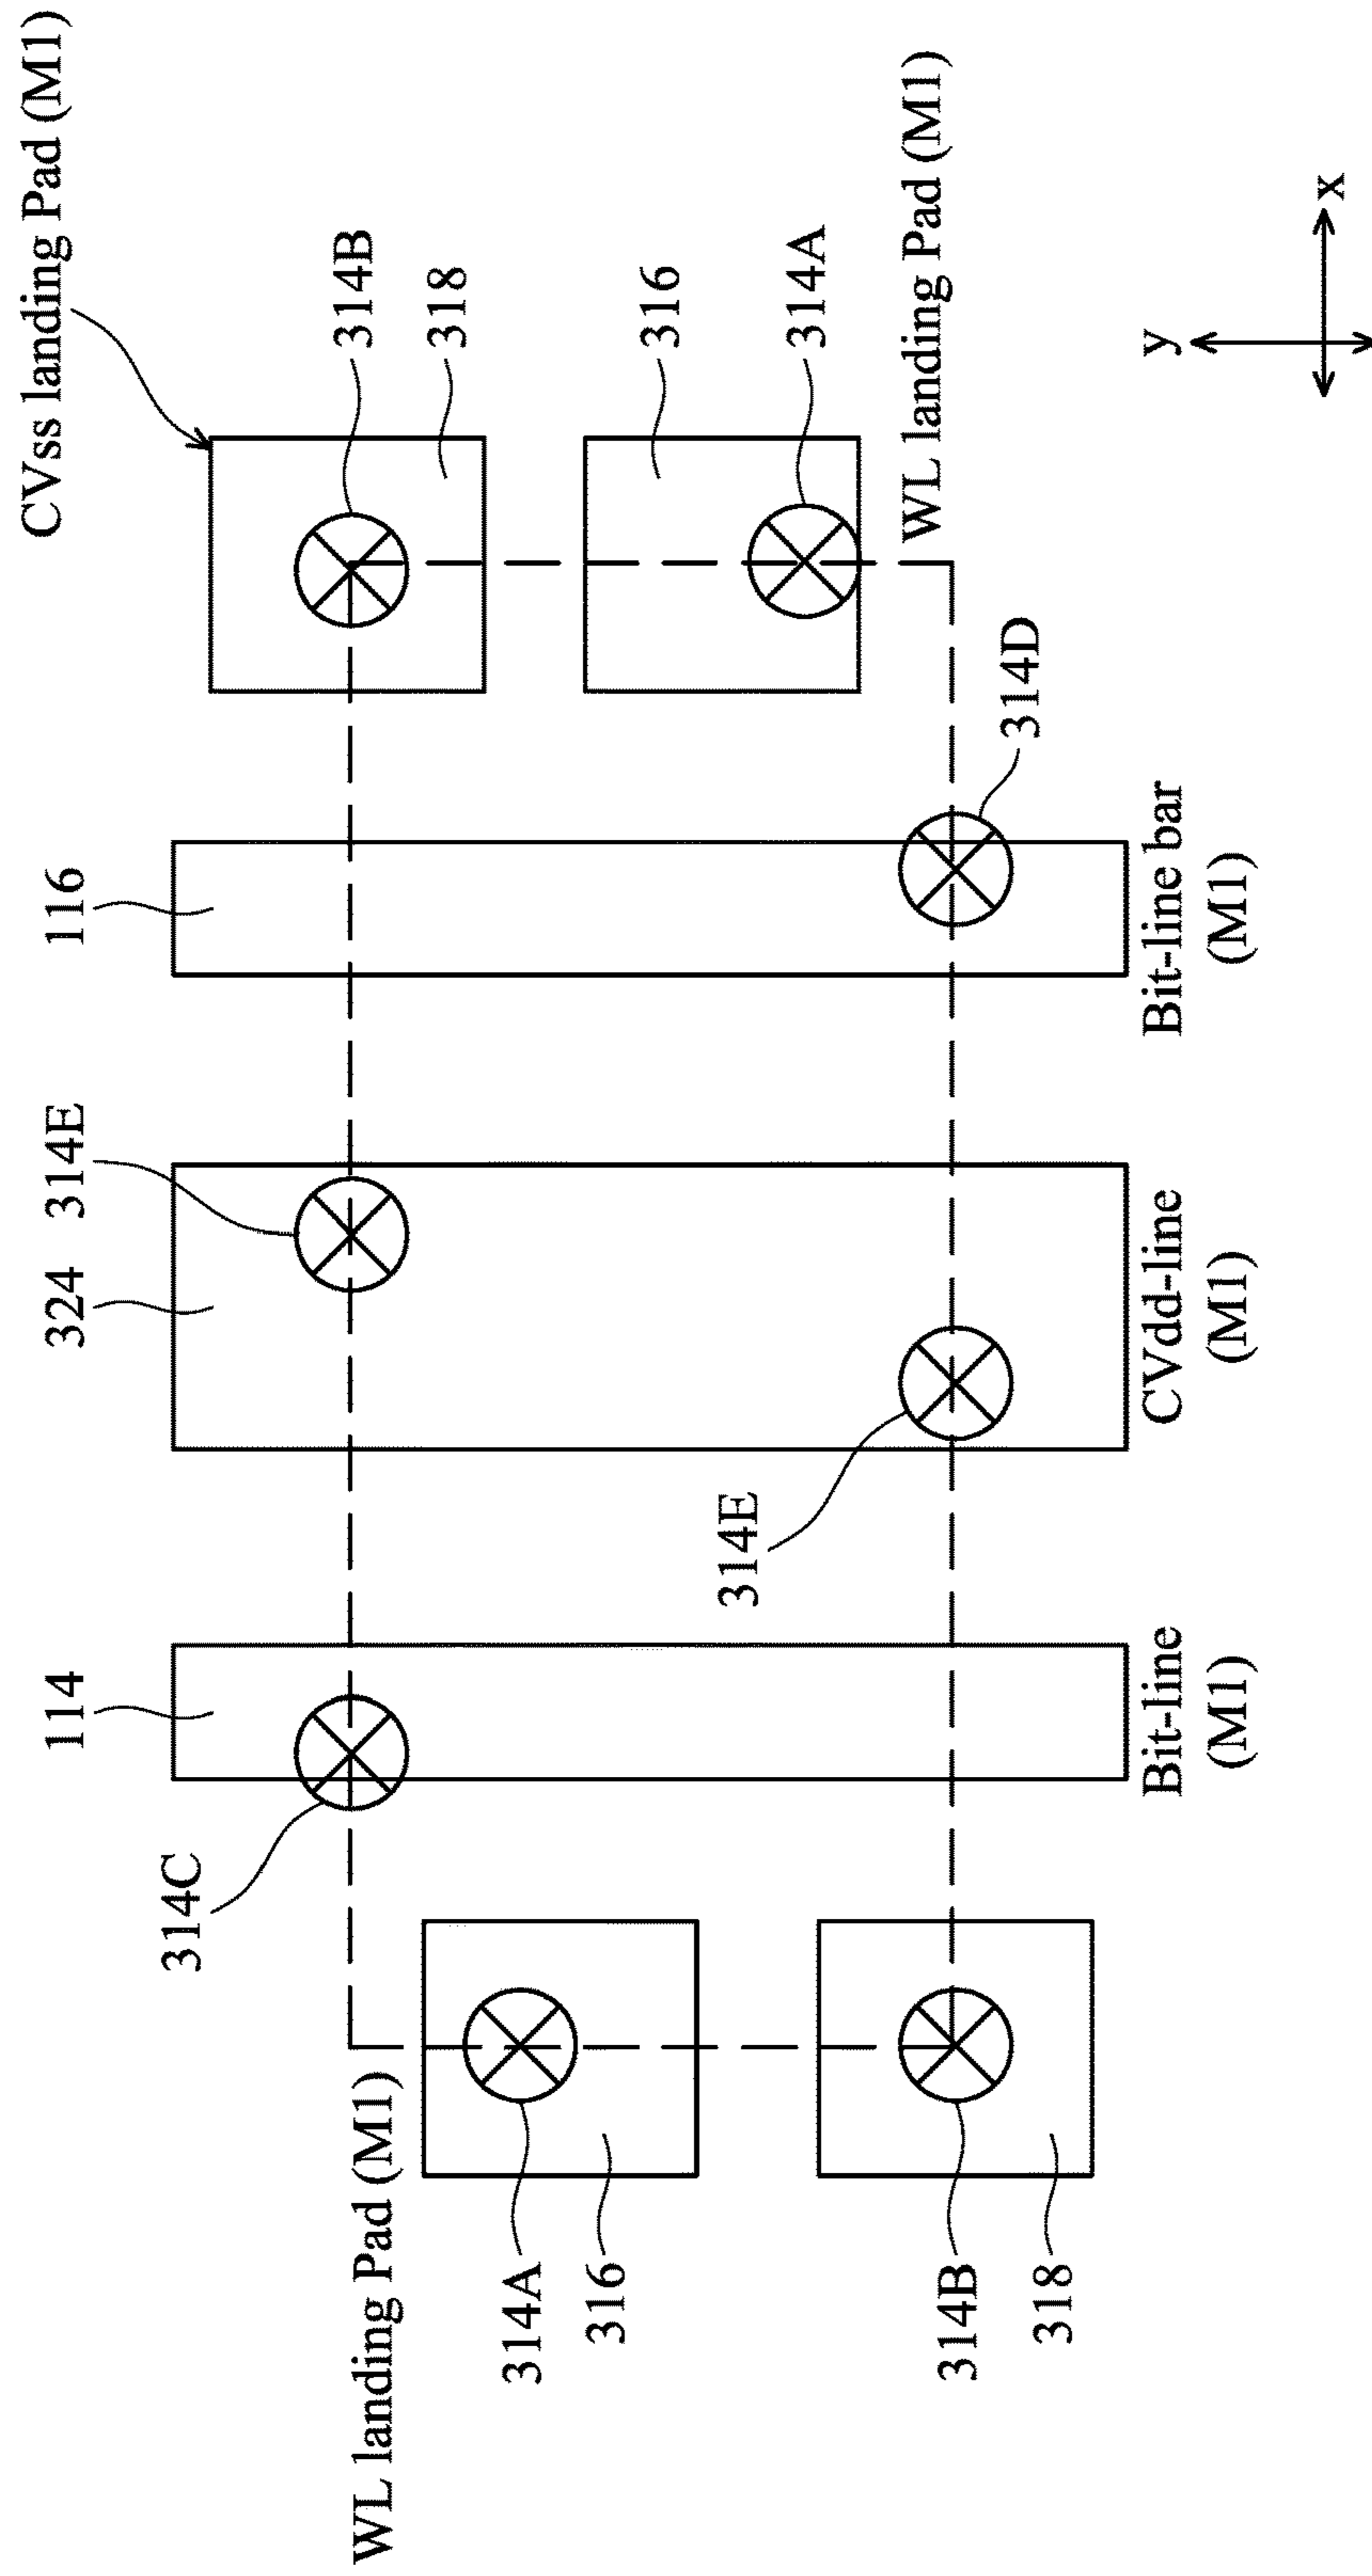 CVss landing Pad (M1)
116
324
314E
114
314C
314B
318
316
314A
WL landing Pad (M1)
314D
314E
WL landing Pad (M1)
314A
316
314B
318
Bit-line
(M1)
CVdd-line
(M1)
Bit-line bar
(M1)
y
x